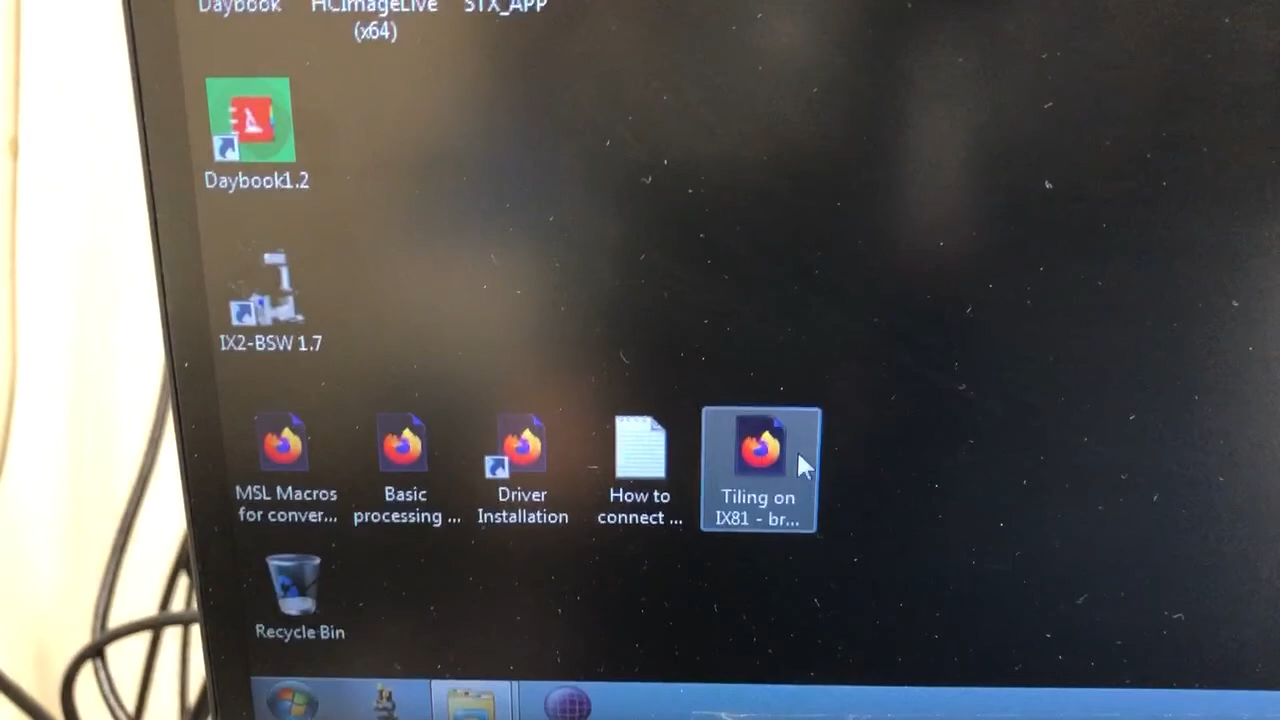 Daybook
HCImageLive
(x64)
STX_APP
Daybook1.2
IX2-BSW 1.7
MSL Macros
for conver...
Basic
processing ...
Driver
Installation
How to
connect ...
Tiling on
IX81 - br...
Recycle Bin